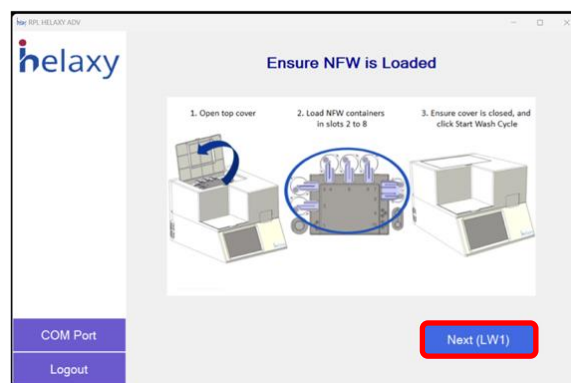 RPL HELAXY ADV
helaxy
Ensure NFW is Loaded
1. Open top cover
2. Load NFW containers
in slots 2 to 8
3. Ensure cover is closed, and
click Start Wash Cycle
COM Port
Logout
Next (LW1)